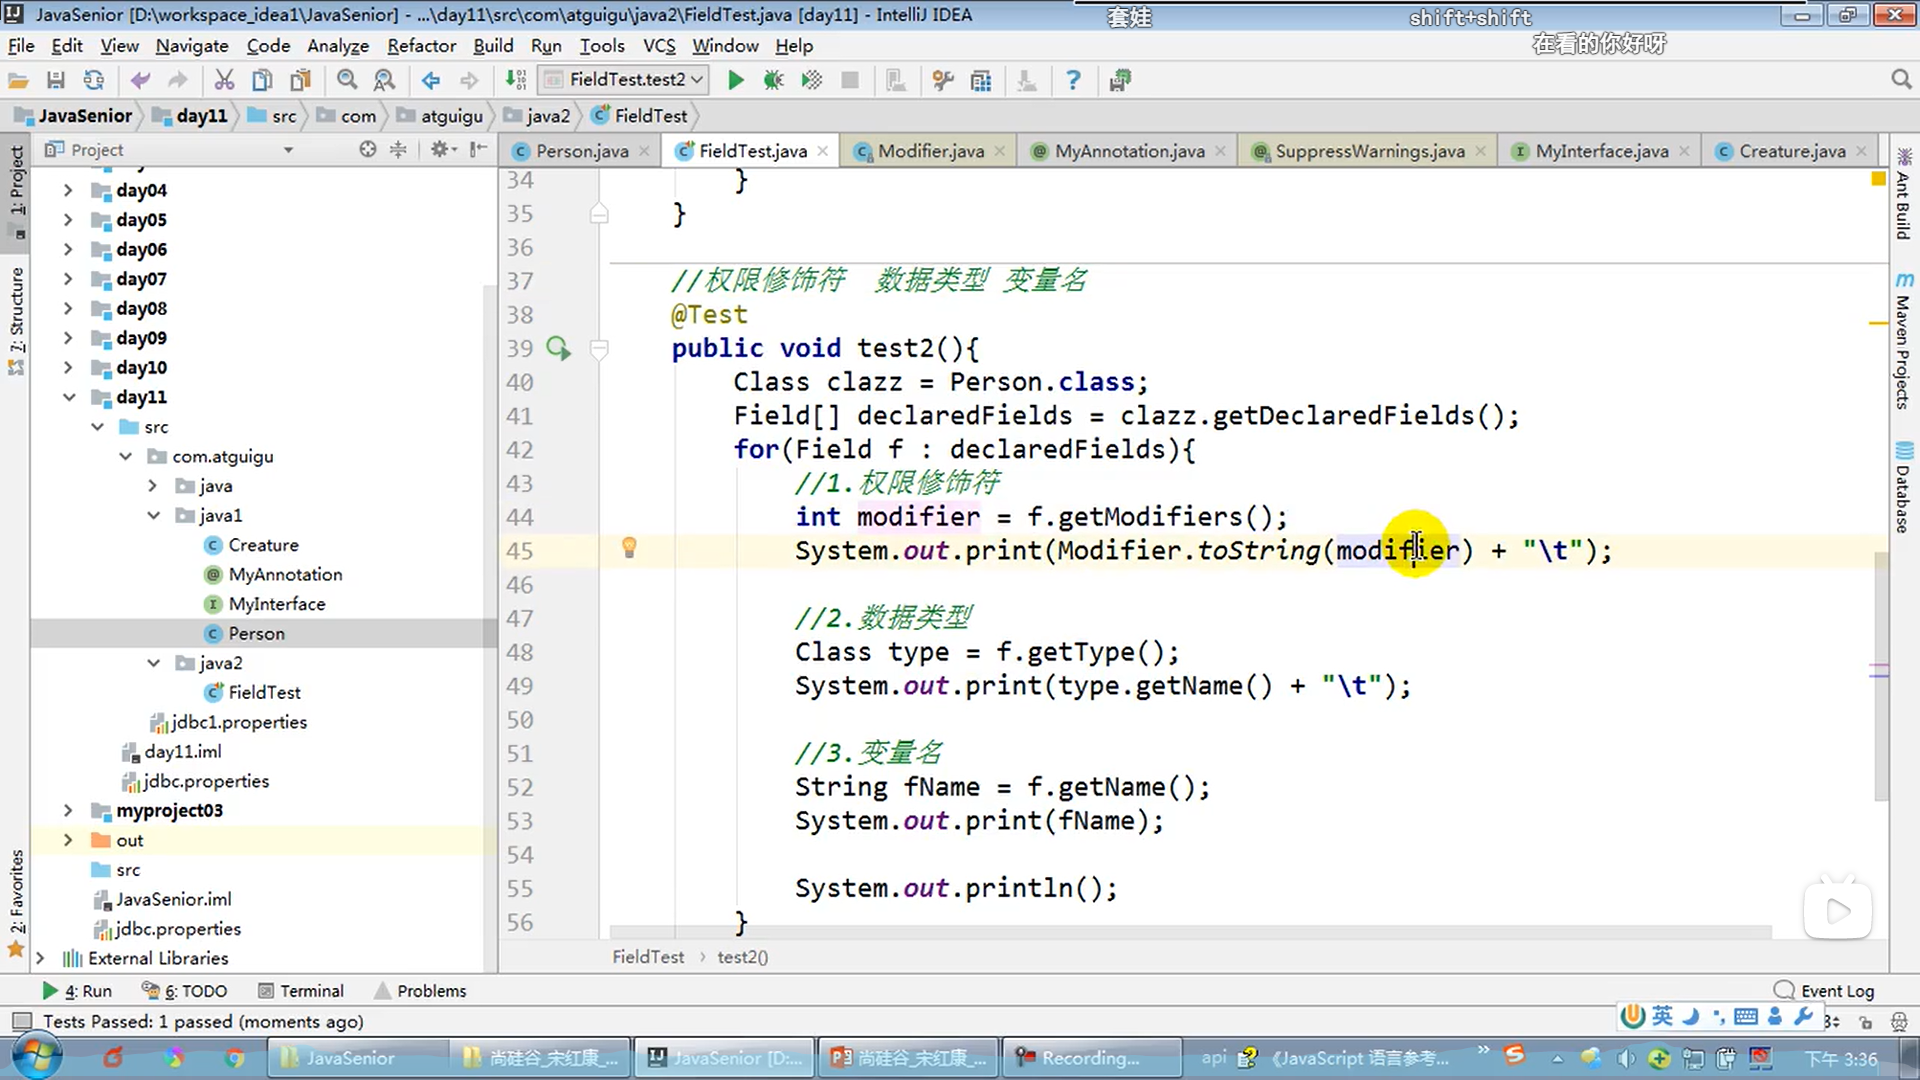 JavaSenior [D:\workspace_idea1\JavaSenior] - ...\day11\src\com\atguigu\java2\FieldTest.java [day11] - IntelliJ IDEA
套娃
shift+shift
在看的你好呀
File Edit View Navigate Code Analyze Refactor Build Run Tools VCS Window Help
FieldTest.test2
JavaSenior day11 src com atguigu java2 FieldTest
Project
Person.java FieldTest.java Modifier.java MyAnnotation.java SuppressWarnings.java MyInterface.java Creature.java
1: Project
7: Structure
2: Favorites
day04
day05
day06
day07
day08
day09
day10
day11
src
com.atguigu
java
java1
Creature
MyAnnotation
MyInterface
Person
java2
FieldTest
jdbc1.properties
day11.iml
jdbc.properties
myproject03
out
src
JavaSenior.iml
jdbc.properties
External Libraries
34 }
35 }
36
37 //权限修饰符 数据类型 变量名
38 @Test
39 public void test2(){
40 Class clazz = Person.class;
41 Field[] declaredFields = clazz.getDeclaredFields();
42 for(Field f : declaredFields){
43 //1.权限修饰符
44 int modifier = f.getModifiers();
45 System.out.print(Modifier.toString(modifier) + "\t");
46
47 //2.数据类型
48 Class type = f.getType();
49 System.out.print(type.getName() + "\t");
50
51 //3.变量名
52 String fName = f.getName();
53 System.out.print(fName);
54
55 System.out.println();
56 }
FieldTest › test2()
Ant Build
Maven Projects
Database
4: Run 6: TODO Terminal Problems
Event Log
Tests Passed: 1 passed (moments ago)
英
JavaSenior
尚硅谷_宋红康_...
JavaSenior [D:...
尚硅谷_宋红康_...
Recording...
api
《JavaScript 语言参考...
下午 3:36